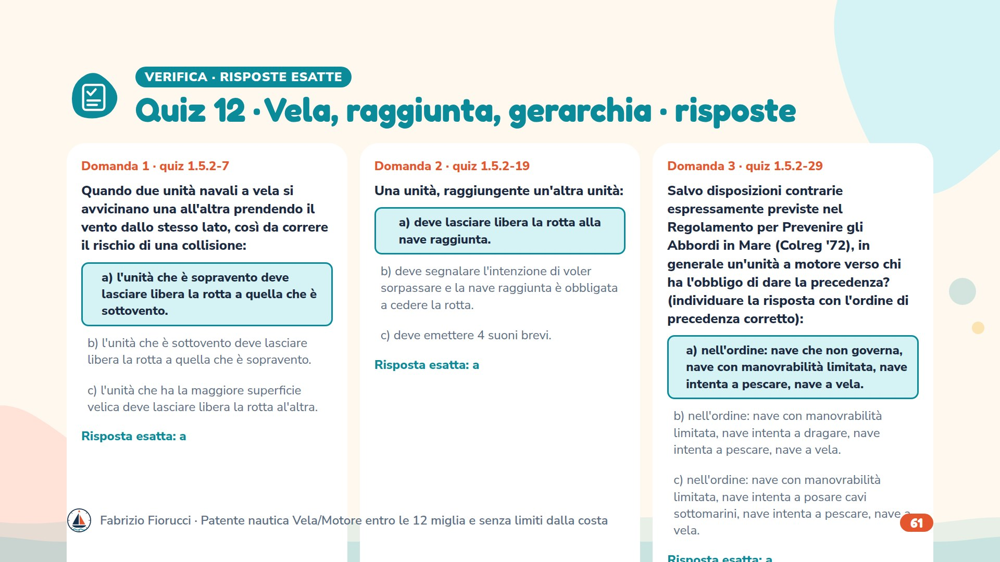 VERIFICA · RISPOSTE ESATTE
Quiz 12 · Vela, raggiunta, gerarchia · risposte
Domanda 1 · quiz 1.5.2-7
Quando due unità navali a vela si
avvicinano una all'altra prendendo il
vento dallo stesso lato, così da correre
il rischio di una collisione:
a) l'unità che è sopravento deve
lasciare libera la rotta a quella che è
sottovento.
b) l'unità che è sottovento deve lasciare
libera la rotta a quella che è sopravento.
c) l'unità che ha la maggiore superficie
velica deve lasciare libera la rotta al'altra.
Risposta esatta: a
Domanda 2 · quiz 1.5.2-19
Una unità, raggiungente un'altra unità:
a) deve lasciare libera la rotta alla
nave raggiunta.
b) deve segnalare l'intenzione di voler
sorpassare e la nave raggiunta è obbligata
a cedere la rotta.
c) deve emettere 4 suoni brevi.
Risposta esatta: a
Domanda 3 · quiz 1.5.2-29
Salvo disposizioni contrarie
espressamente previste nel
Regolamento per Prevenire gli
Abbordi in Mare (Colreg '72), in
generale un'unità a motore verso chi
ha l'obbligo di dare la precedenza?
(individuare la risposta con l'ordine di
precedenza corretto):
a) nell'ordine: nave che non governa,
nave con manovrabilità limitata, nave
intenta a pescare, nave a vela.
b) nell'ordine: nave con manovrabilità
limitata, nave intenta a dragare, nave
intenta a pescare, nave a vela.
c) nell'ordine: nave con manovrabilità
limitata, nave intenta a posare cavi
sottomarini, nave intenta a pescare, nave a
vela.
Risposta esatta: a
Fabrizio Fiorucci · Patente nautica Vela/Motore entro le 12 miglia e senza limiti dalla costa
61